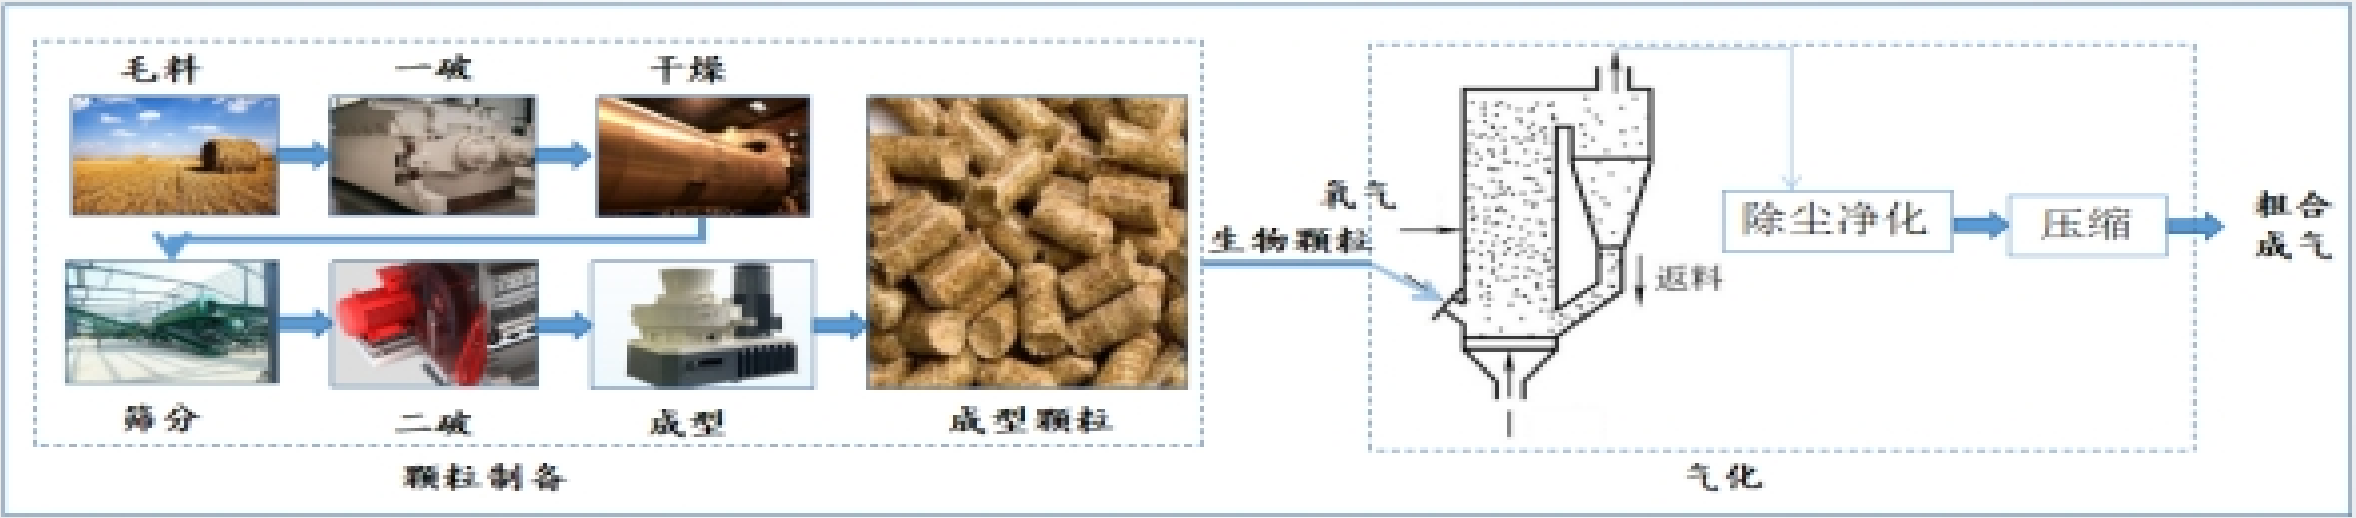 毛料
一破
干燥
筛分
二破
成型
成型颗粒
颗粒制备
生物颗粒
氧气
返料
除尘净化
压缩
粗合
成气
气化